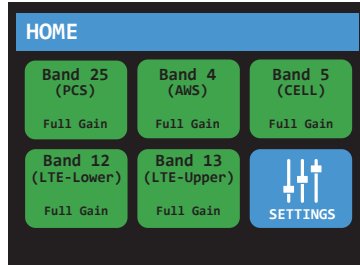 HOME
Band 25
(PCS)
Full Gain
Band 4
(AWS)
Full Gain
Band 5
(CELL)
Full Gain
Band 12
(LTE-Lower)
Full Gain
Band 13
(LTE-Upper)
Full Gain
SETTINGS